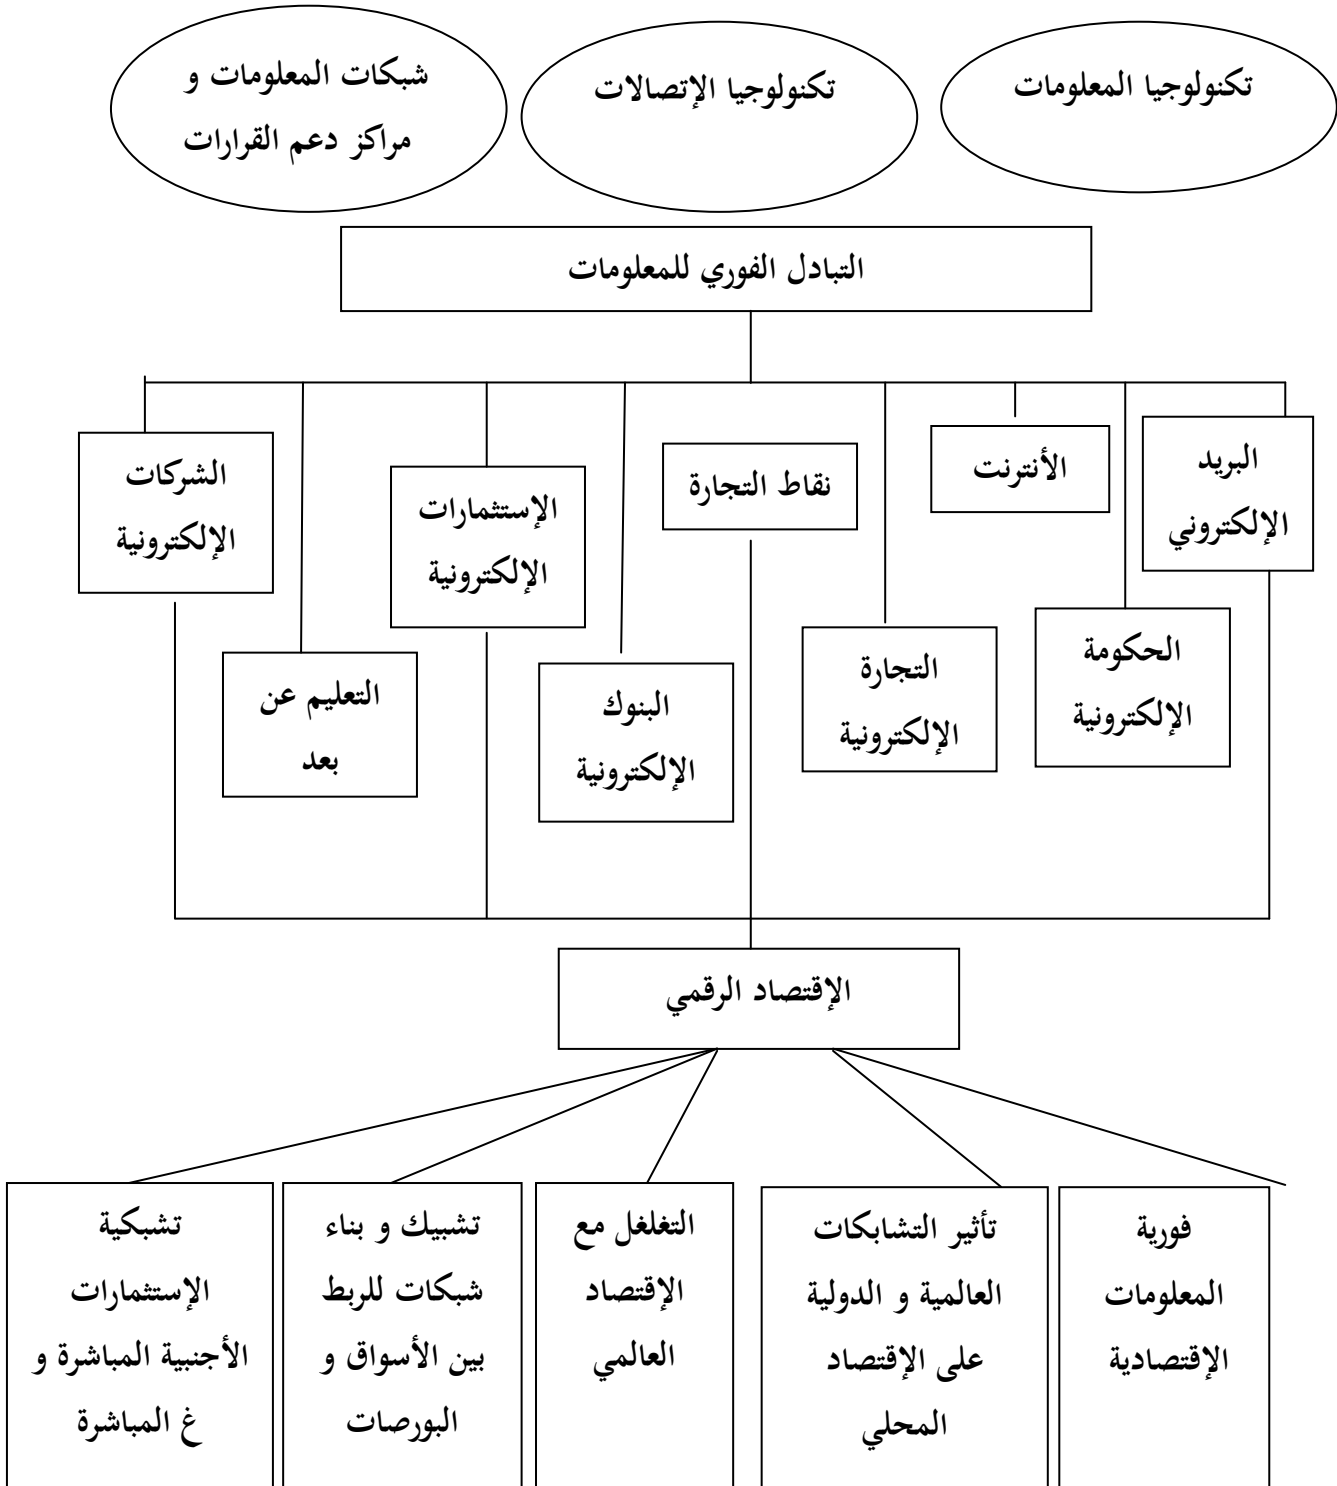 تكنولوجيا المعلومات
تكنولوجيا الإتصالات
شبكات المعلومات و
مراكز دعم القرارات
التبادل الفوري للمعلومات
البريد
الإلكتروني
الأنترنت
نقاط التجارة
الإستثمارات
الإلكترونية
الشركات
الإلكترونية
الحكومة
الإلكترونية
التجارة
الإلكترونية
البنوك
الإلكترونية
التعليم عن
بعد
الإقتصاد الرقمي
فورية
المعلومات
الإقتصادية
تأثير التشابكات
العالمية و الدولية
على الإقتصاد
المحلي
التغلغل مع
الإقتصاد
العالمي
تشبيك و بناء
شبكات للربط
بين الأسواق و
البورصات
تشبكية
الإستثمارات
الأجنبية المباشرة و
غ المباشرة